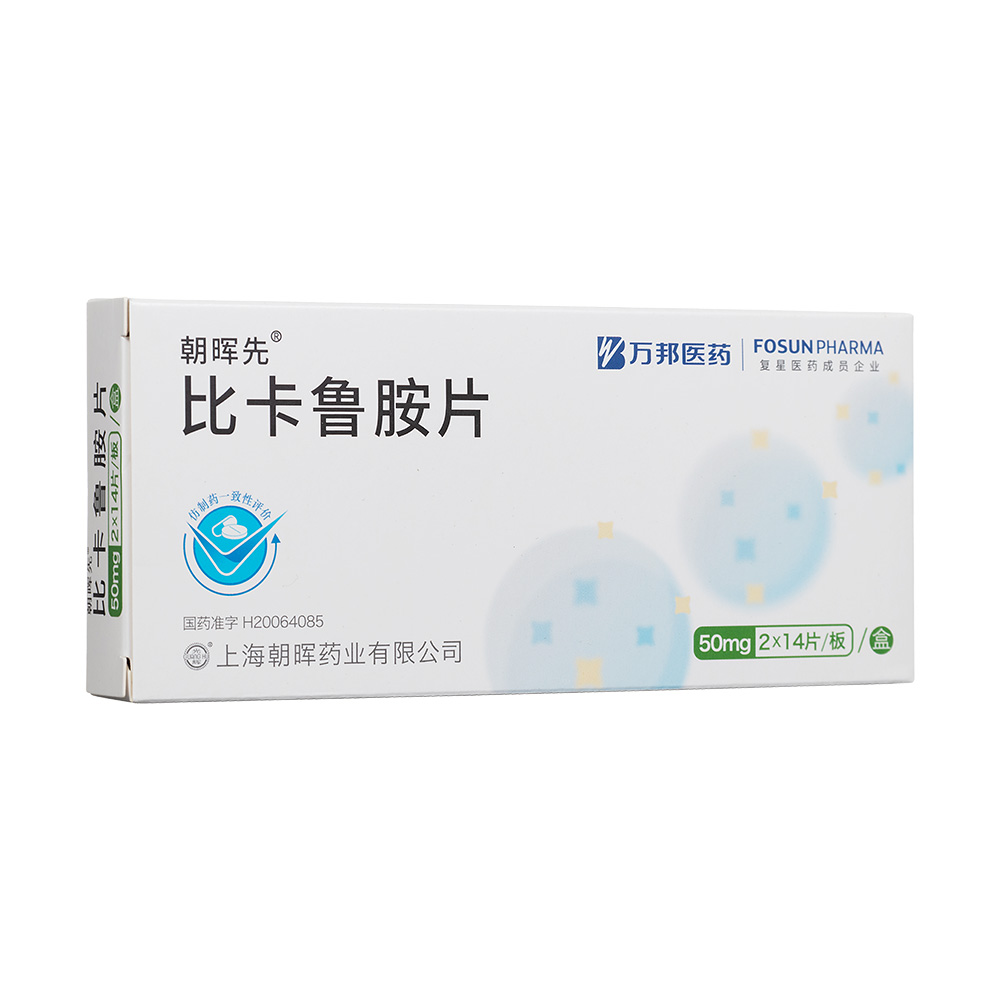 朝晖先®
比卡鲁胺片
万邦医药
FOSUN PHARMA
复星医药成员企业
仿制药一致性评价
国药准字 H20064085
上海朝晖药业有限公司
50mg 2×14片/板/盒
朝晖先®
比卡鲁胺片
50mg 2×14片/板/盒